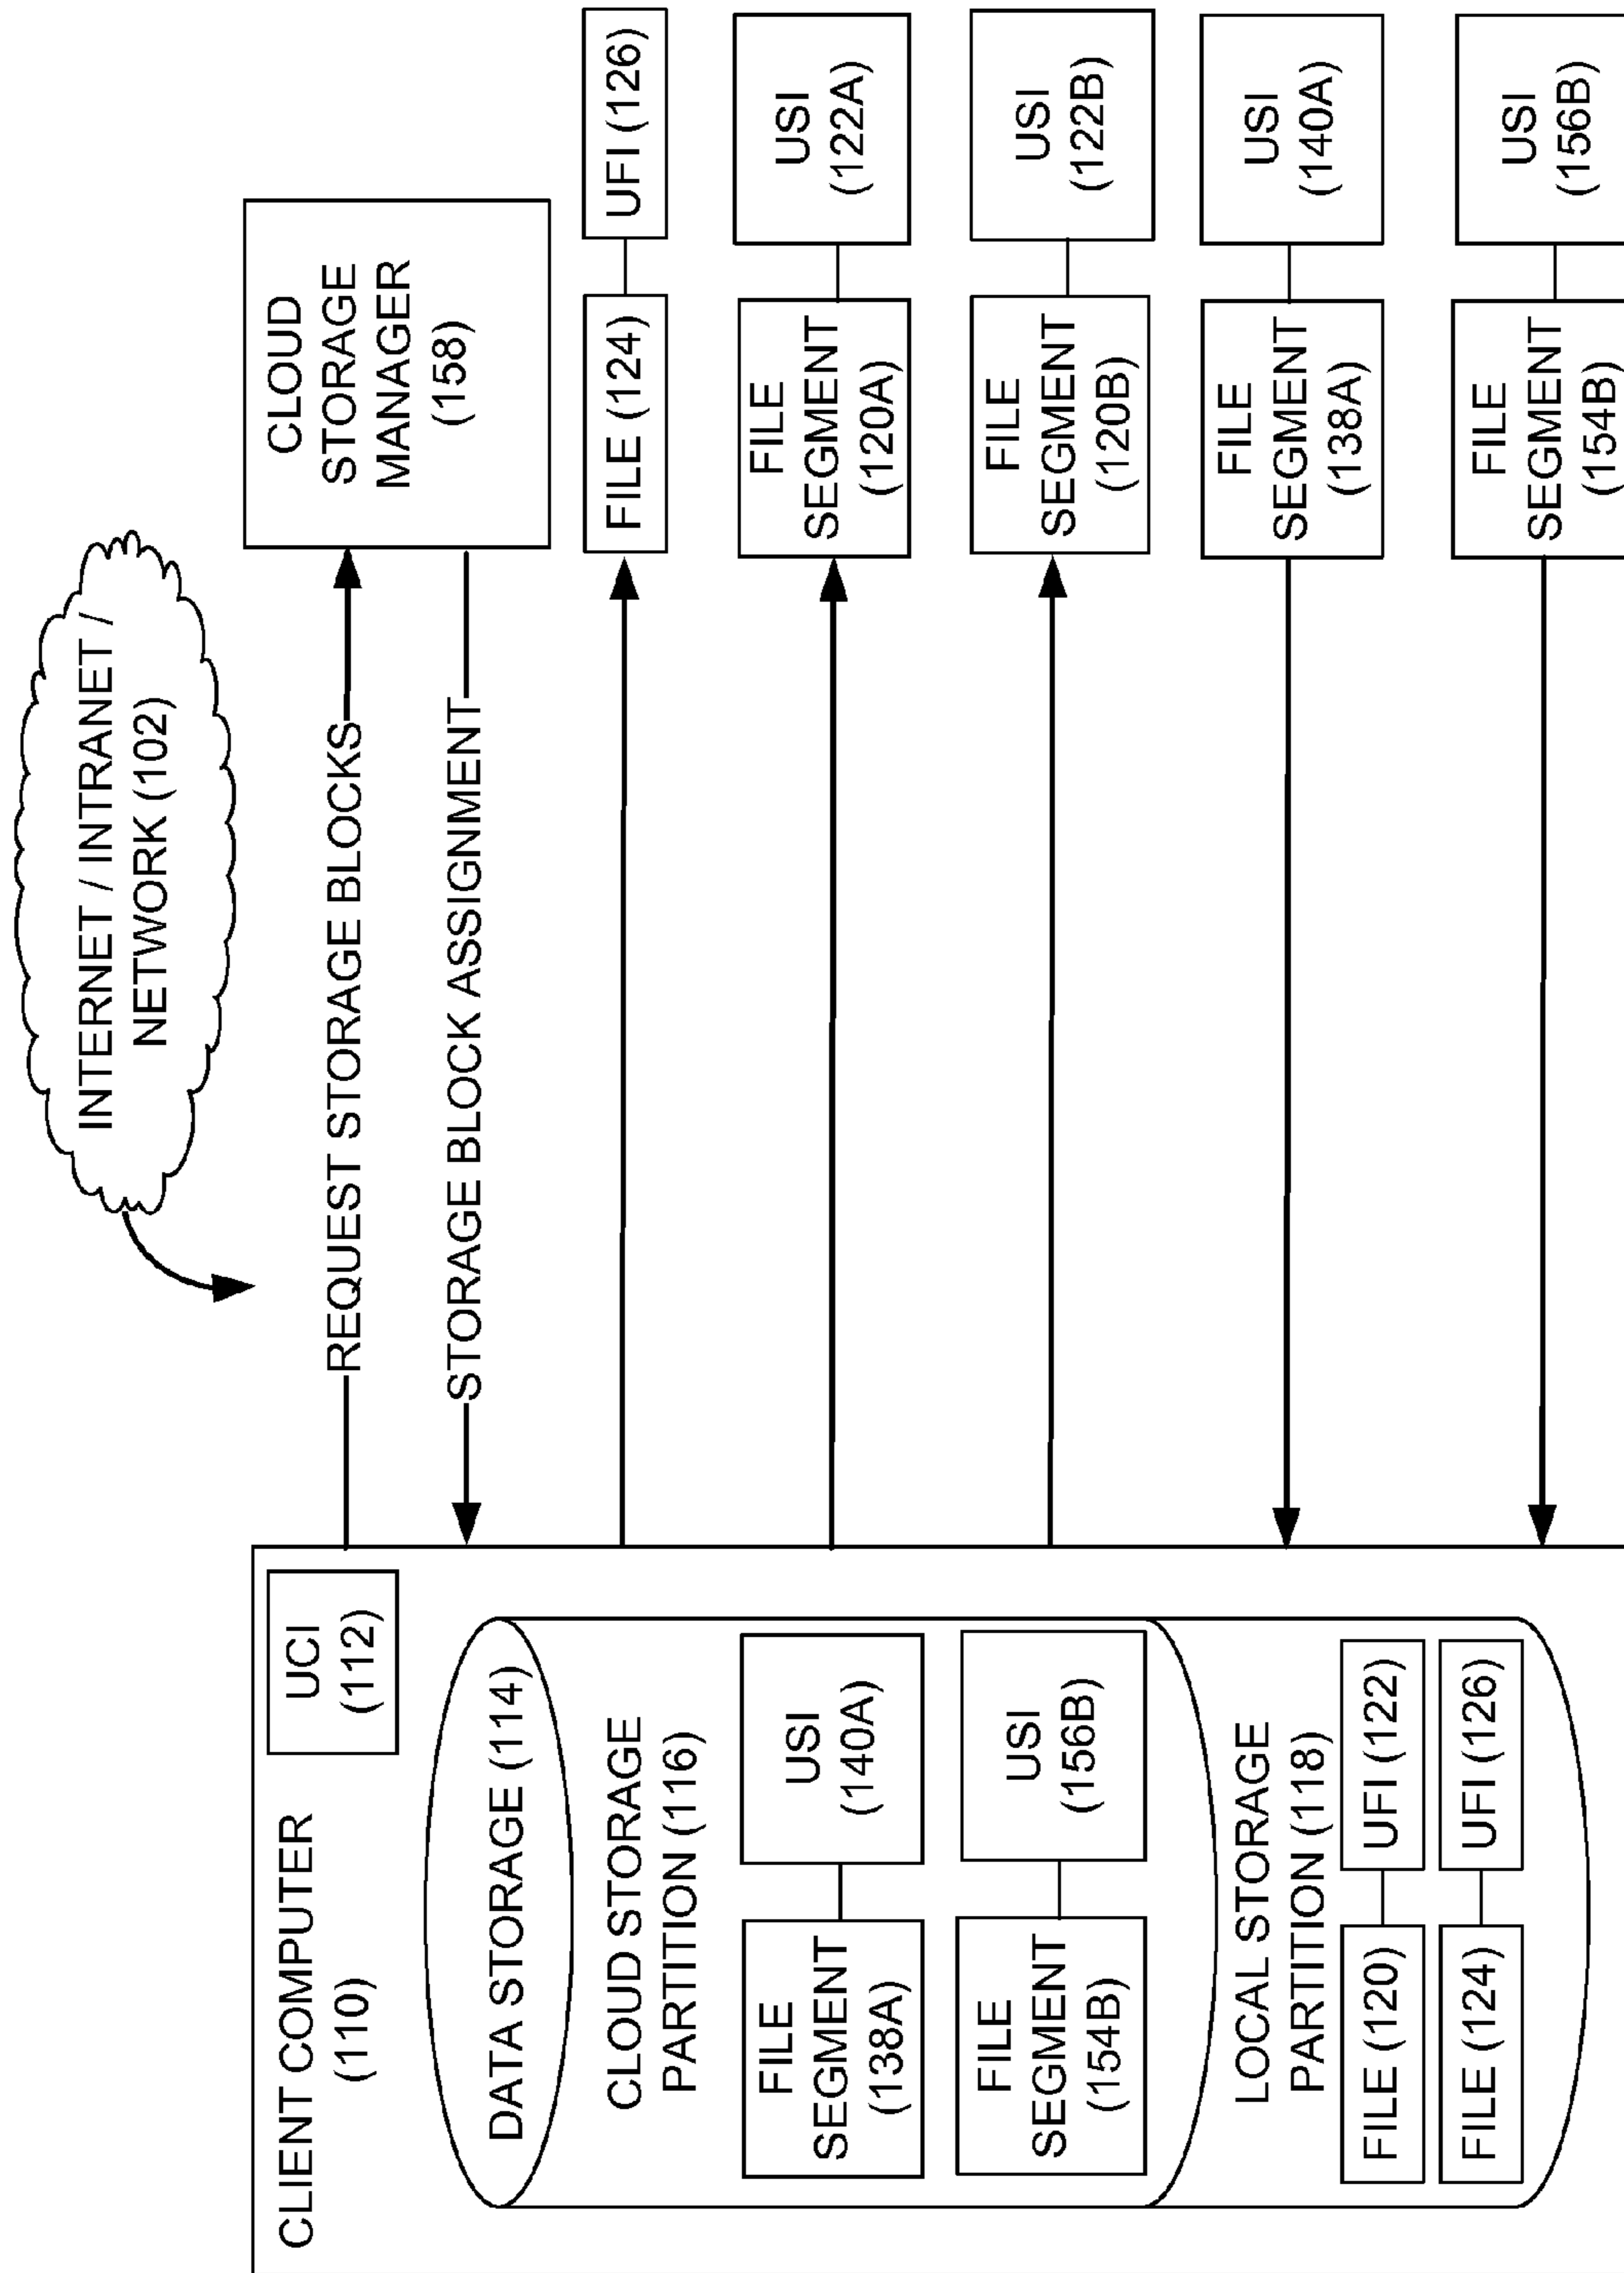 INTERNET / INTRANET /
NETWORK (102)
CLIENT COMPUTER
(110)
UCI
(112)
REQUEST STORAGE BLOCKS
STORAGE BLOCK ASSIGNMENT
CLOUD
STORAGE
MANAGER
(158)
DATA STORAGE (114)
CLOUD STORAGE
PARTITION (116)
FILE
SEGMENT
(138A)
USI
(140A)
FILE
SEGMENT
(154B)
USI
(156B)
LOCAL STORAGE
PARTITION (118)
FILE (120)
UFI (122)
FILE (124)
UFI (126)
FILE (124)
UFI (126)
FILE
SEGMENT
(120A)
USI
(122A)
FILE
SEGMENT
(120B)
USI
(122B)
FILE
SEGMENT
(138A)
USI
(140A)
FILE
SEGMENT
(154B)
USI
(156B)